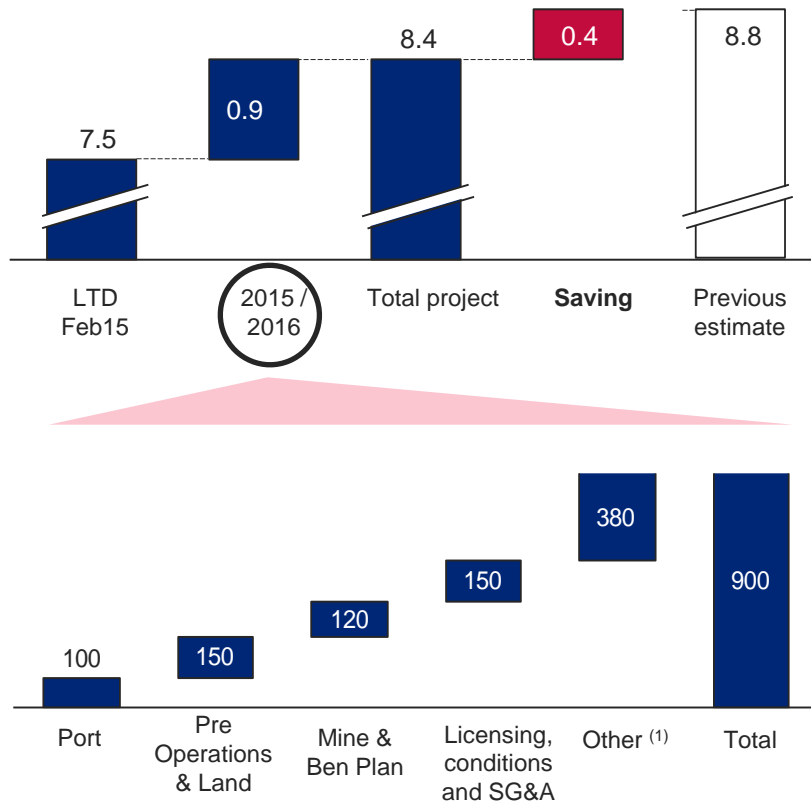 7.5
0.9
8.4
0.4
8.8
LTD
Feb15
2015 /
2016
Total project
Saving
Previous
estimate
100
150
120
150
380
900
Port
Pre
Operations
& Land
Mine &
Ben Plan
Licensing,
conditions
and SG&A
Other (1)
Total